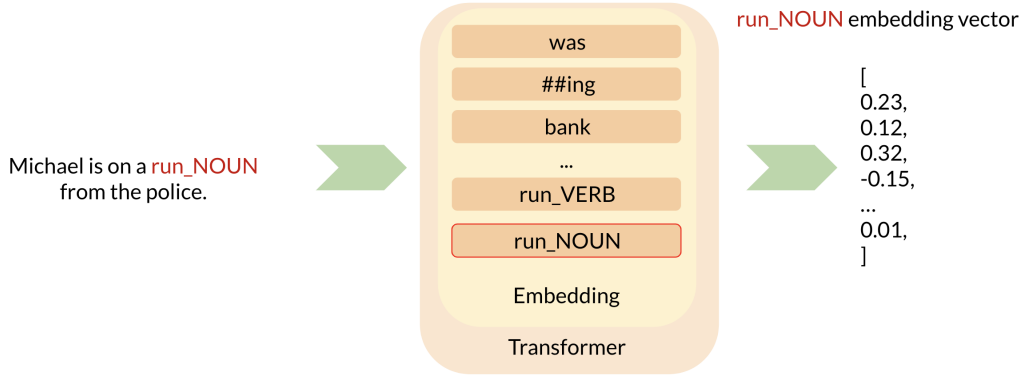 Michael is on a run_NOUN
from the police.
was
##ing
bank
...
run_VERB
run_NOUN
Embedding
Transformer
run_NOUN embedding vector
[
0.23,
0.12,
0.32,
-0.15,
...
0.01,
]